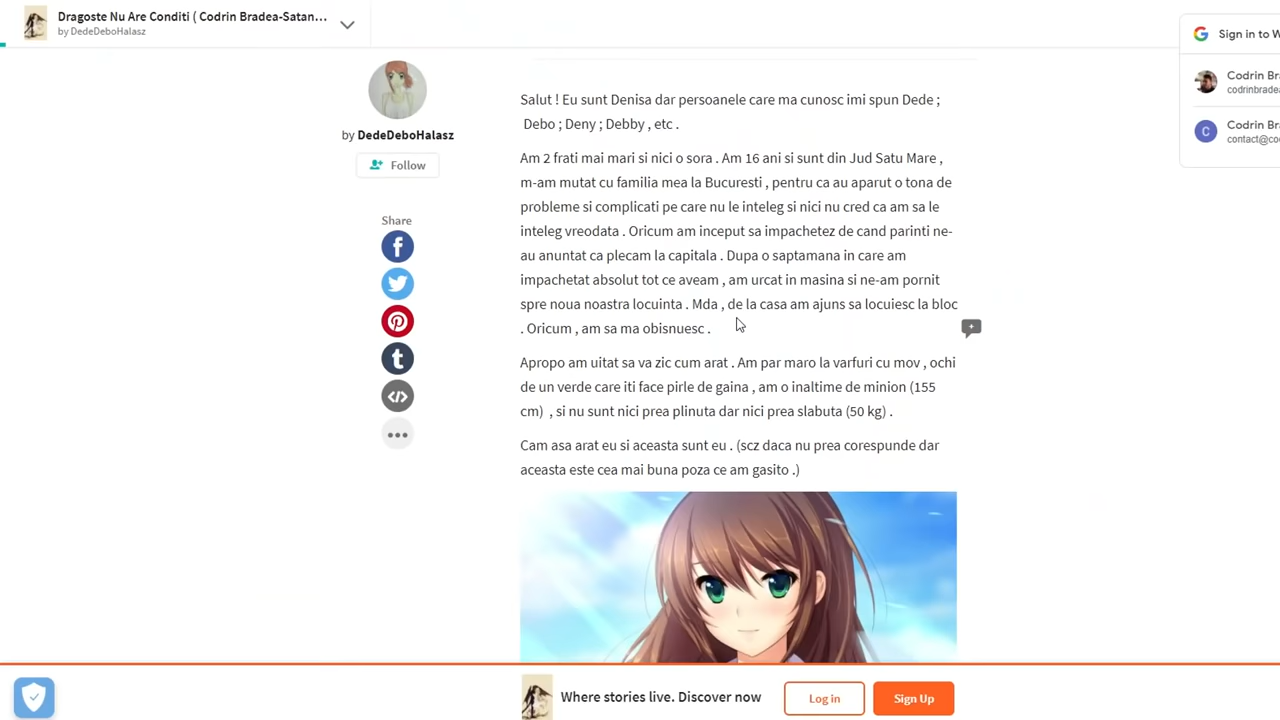 Dragoste Nu Are Conditi ( Codrin Bradea-Satan...
by DedeDeboHalasz
Sign in to W
Codrin Bra
codrinbradea
Codrin Bra
C
contact@co
by DedeDeboHalasz
Follow
Share
Salut ! Eu sunt Denisa dar persoanele care ma cunosc imi spun Dede ;
Debo ; Deny ; Debby , etc .
Am 2 frati mai mari si nici o sora . Am 16 ani si sunt din Jud Satu Mare ,
m-am mutat cu familia mea la Bucuresti , pentru ca au aparut o tona de
probleme si complicati pe care nu le inteleg si nici nu cred ca am sa le
inteleg vreodata . Oricum am inceput sa impachetez de cand parinti ne-
au anuntat ca plecam la capitala . Dupa o saptamana in care am
impachetat absolut tot ce aveam , am urcat in masina si ne-am pornit
spre noua noastra locuinta . Mda , de la casa am ajuns sa locuiesc la bloc
. Oricum , am sa ma obisnuesc .
Apropo am uitat sa va zic cum arat . Am par maro la varfuri cu mov , ochi
de un verde care iti face pirle de gaina , am o inaltime de minion (155
cm) , si nu sunt nici prea plinuta dar nici prea slabuta (50 kg) .
Cam asa arat eu si aceasta sunt eu . (scz daca nu prea corespunde dar
aceasta este cea mai buna poza ce am gasito .)
Where stories live. Discover now
Log in
Sign Up